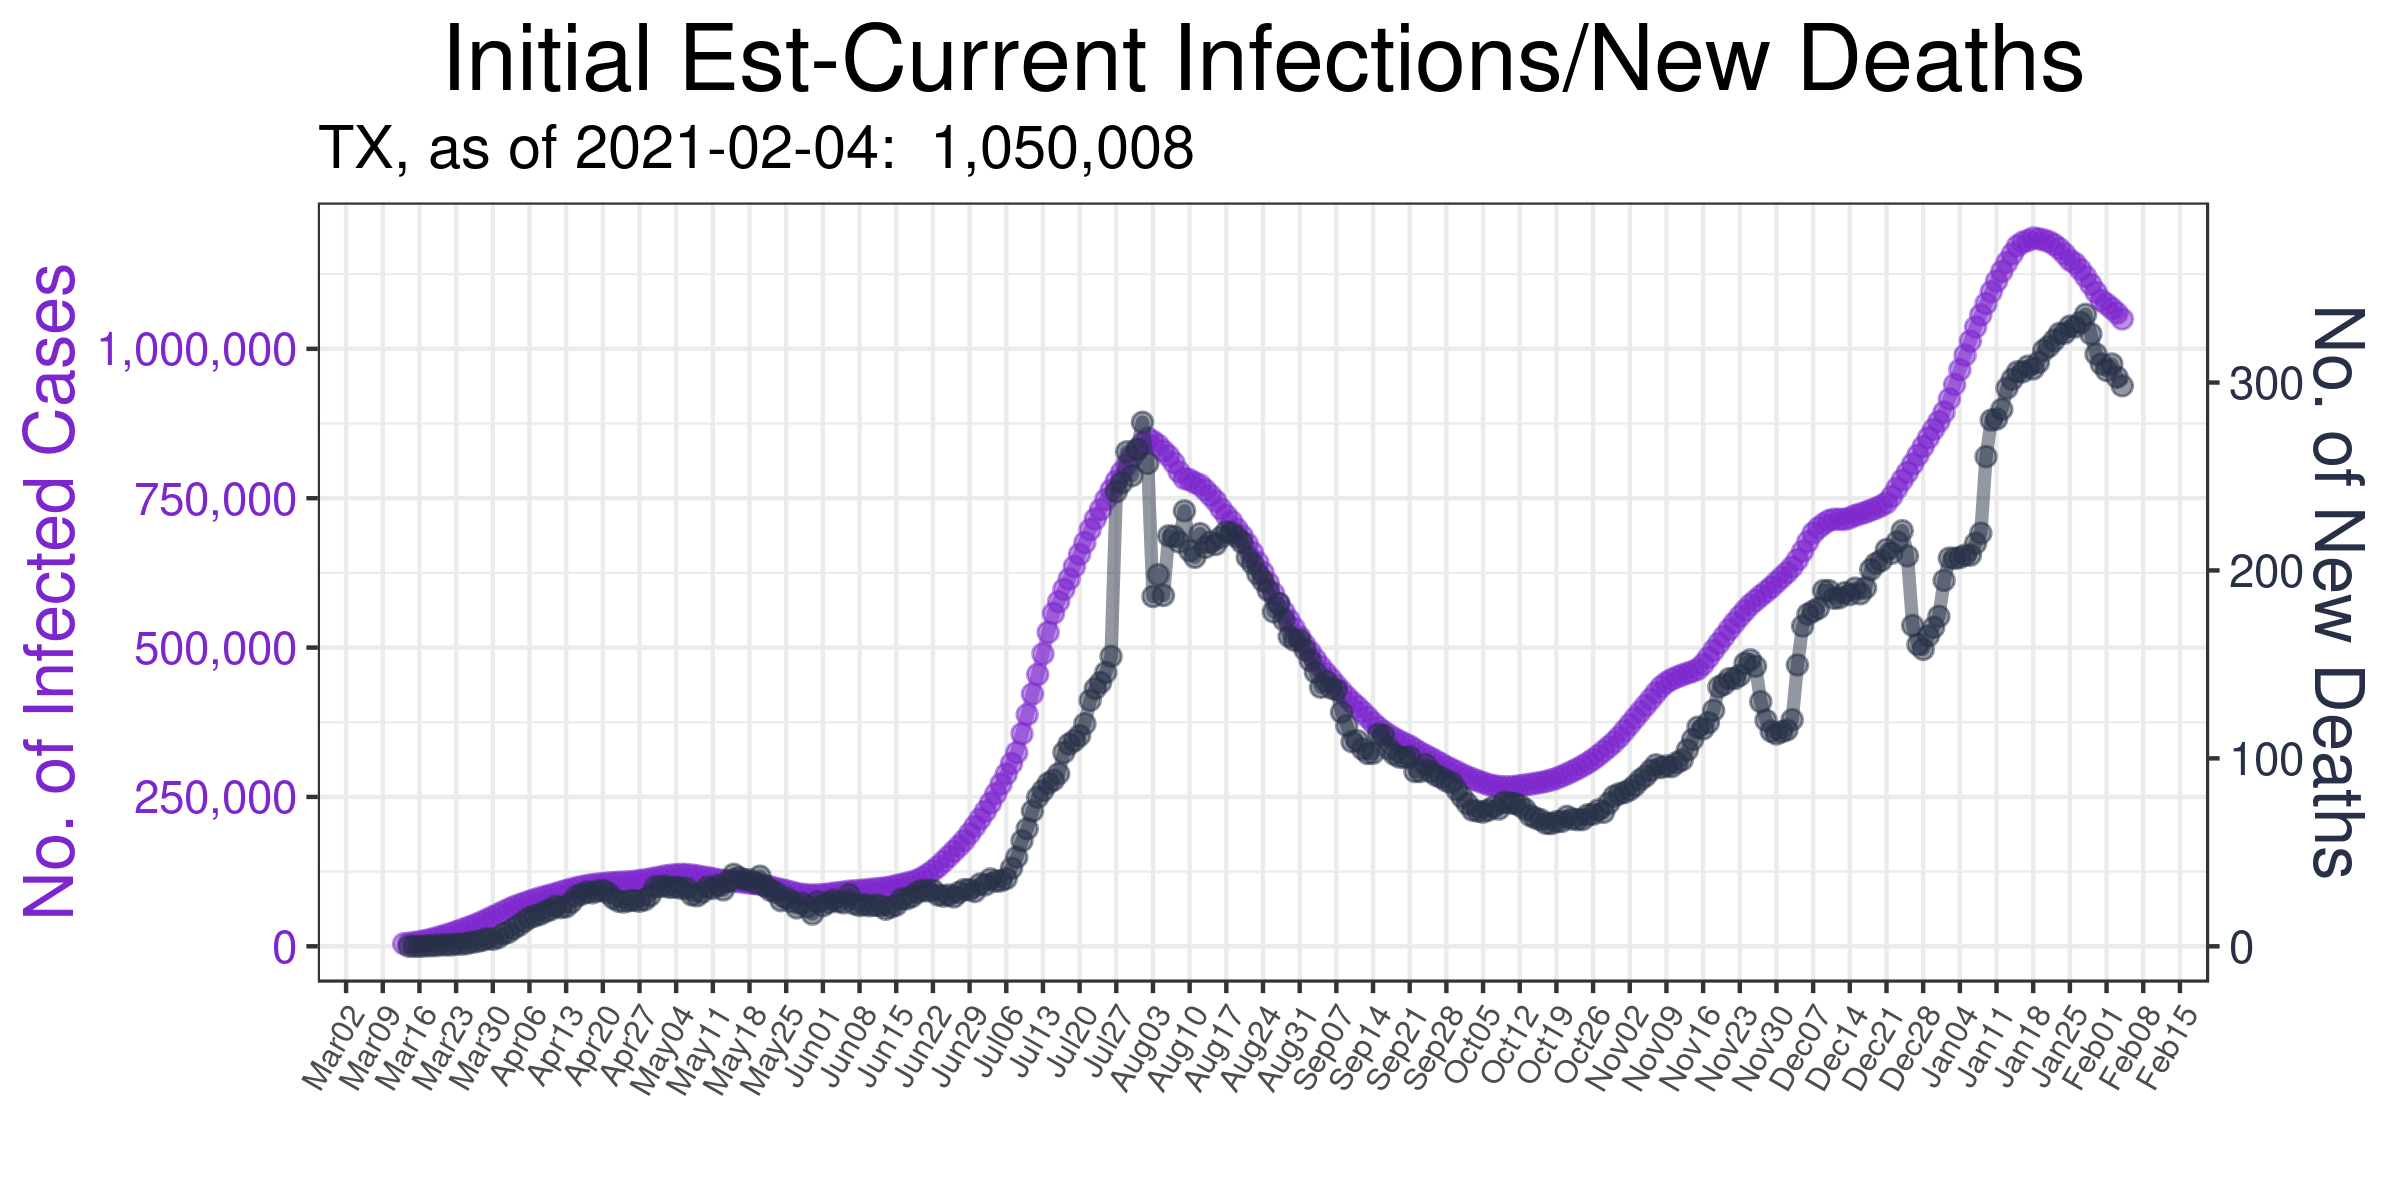 Initial Est-Current Infections/New Deaths
TX, as of 2021-02-04: 1,050,008
No. of Infected Cases
1,000,000
750,000
500,000
250,000
0
300
200
100
0
No. of New Deaths
Mar02
Mar09
Mar16
Mar23
Mar30
Apr06
Apr13
Apr20
Apr27
May04
May11
May18
May25
Jun01
Jun08
Jun15
Jun22
Jun29
Jul06
Jul13
Jul20
Jul27
Aug03
Aug10
Aug17
Aug24
Aug31
Sep07
Sep14
Sep21
Sep28
Oct05
Oct12
Oct19
Oct26
Nov02
Nov09
Nov16
Nov23
Nov30
Dec07
Dec14
Dec21
Dec28
Jan04
Jan11
Jan18
Jan25
Feb01
Feb08
Feb15